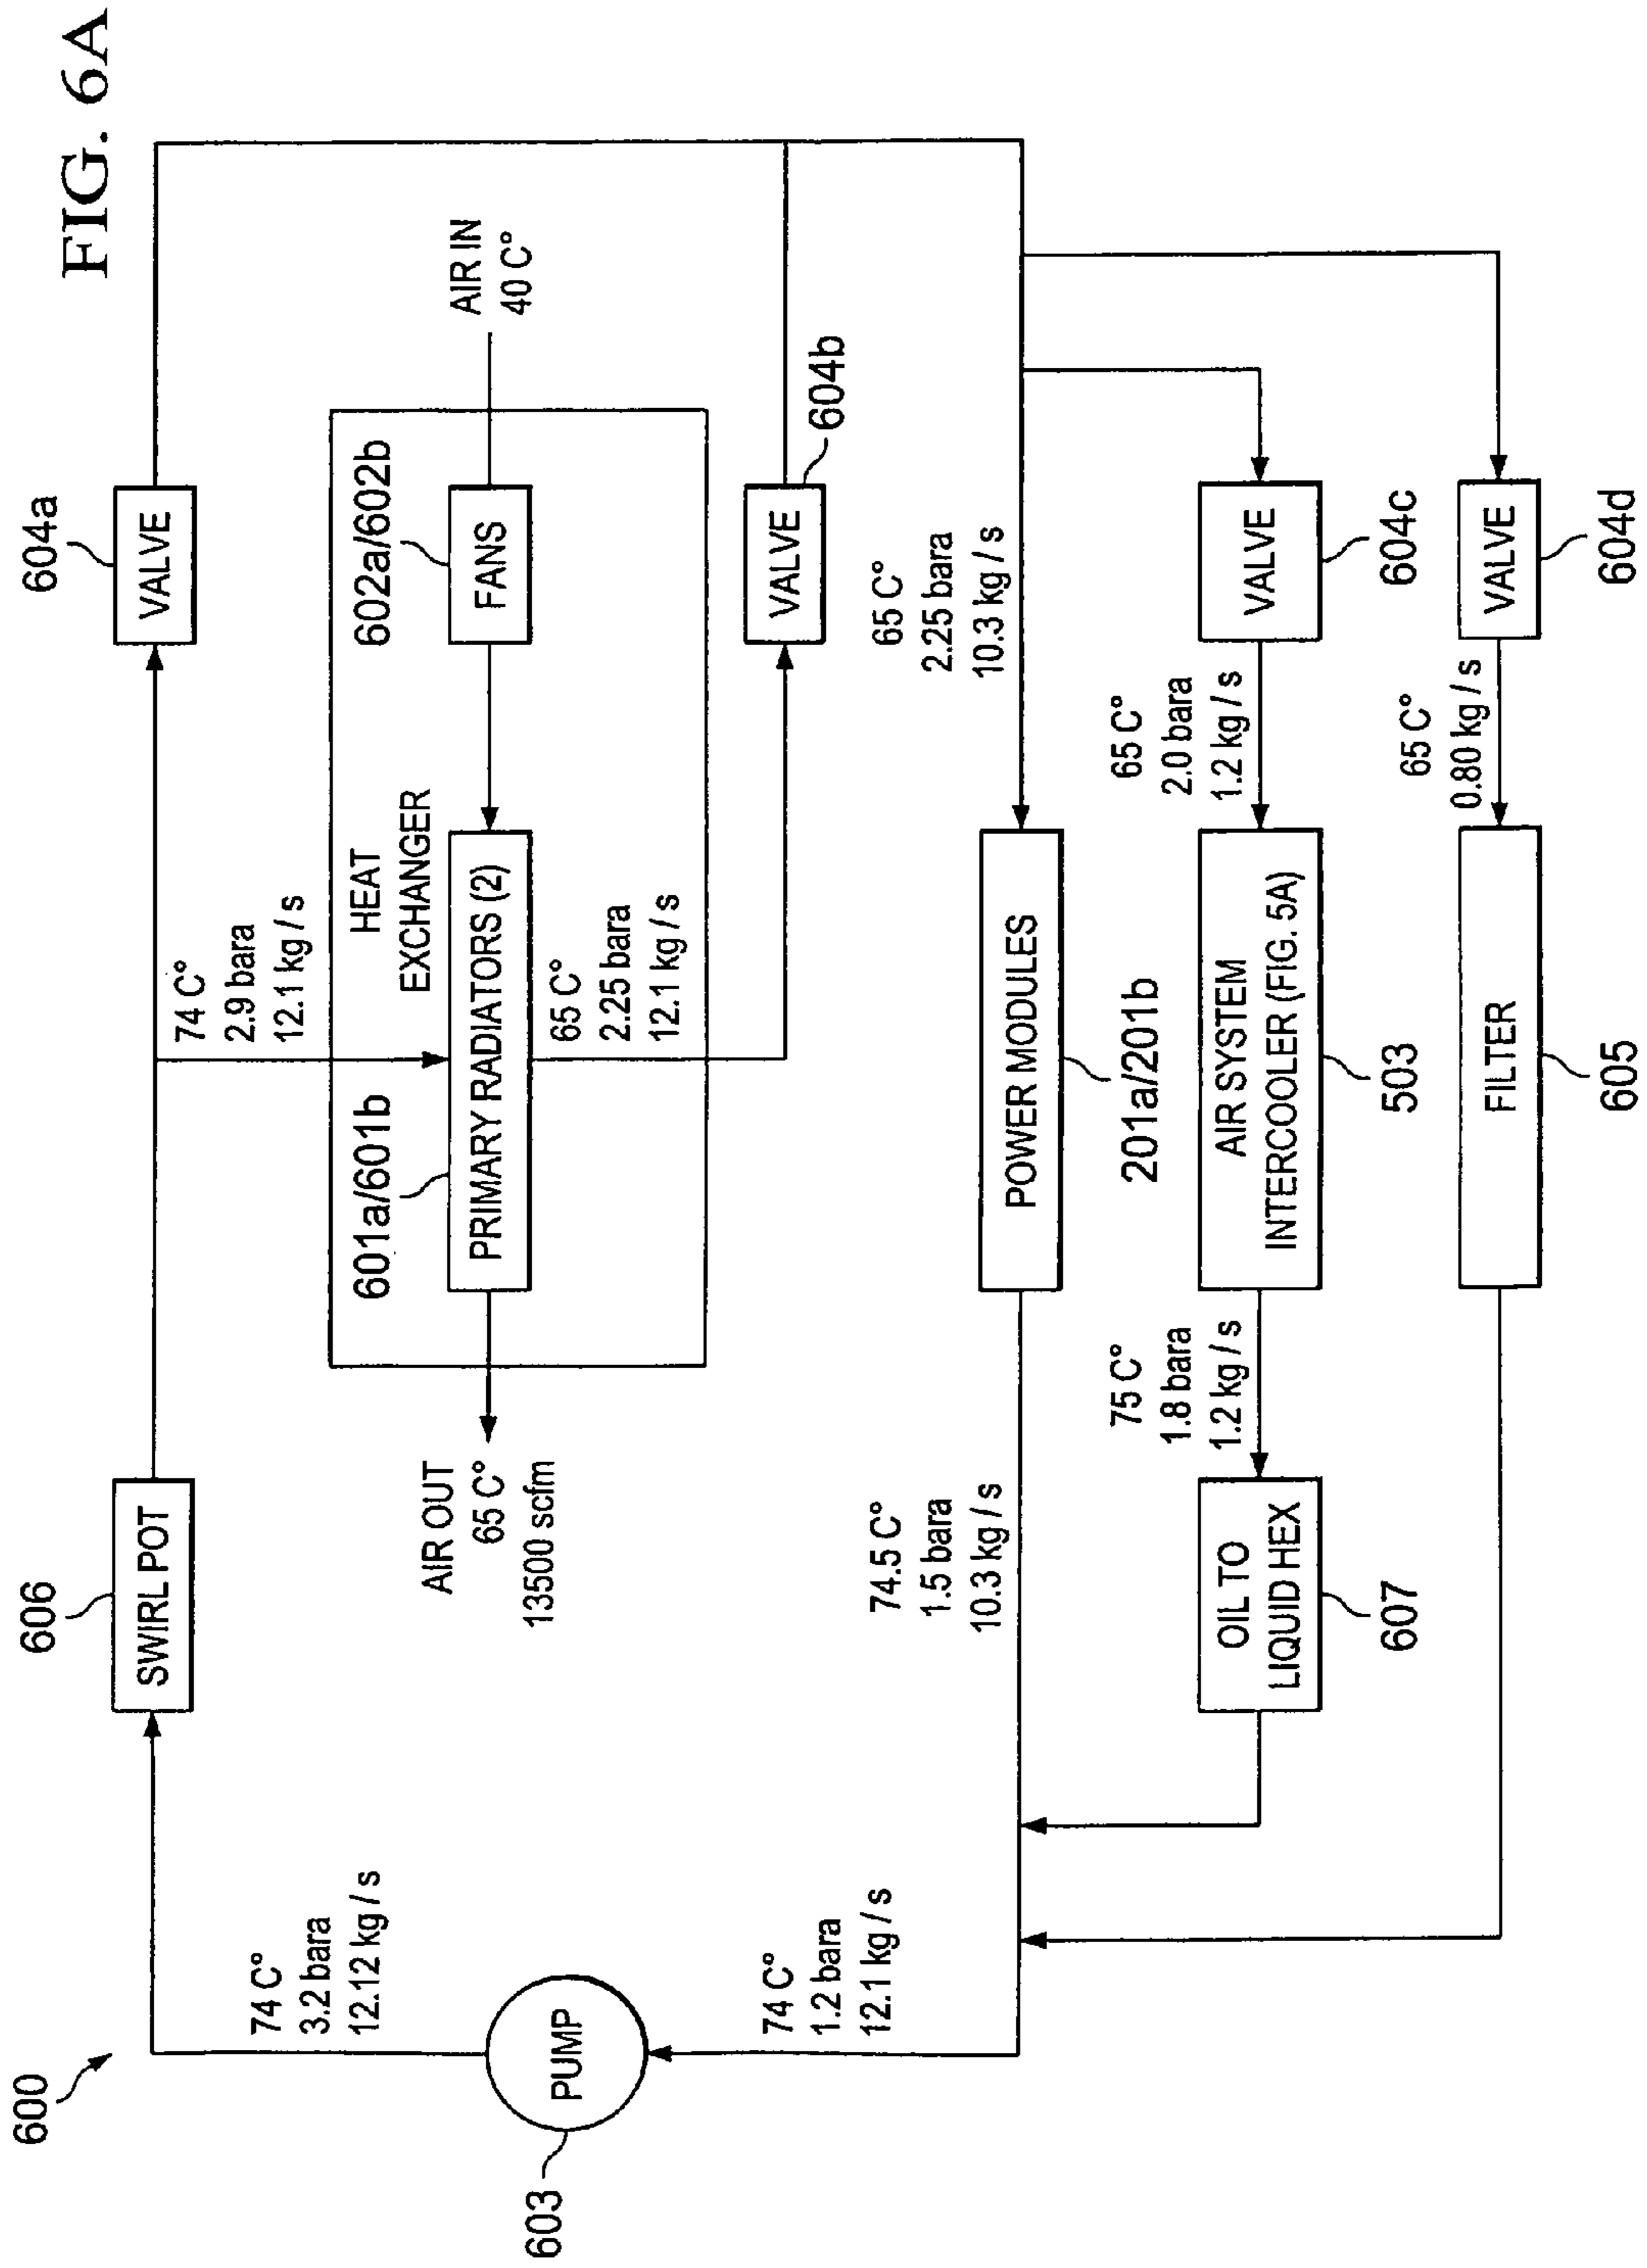 FIG. 6A
600
606
SWIRL POT
604a
VALVE
74 C°
2.9 bara
12.1 kg / s
74 C°
3.2 bara
12.12 kg / s
HEAT
EXCHANGER
601a/601b
PRIMARY RADIATORS (2)
602a/602b
FANS
AIR IN
40 C°
AIR OUT
65 C°
13500 scfm
65 C°
2.25 bara
12.1 kg / s
VALVE
604b
603
PUMP
74 C°
1.2 bara
12.1 kg / s
74.5 C°
1.5 bara
10.3 kg / s
POWER MODULES
201a/201b
65 C°
2.25 bara
10.3 kg / s
OIL TO
LIQUID HEX
607
75 C°
1.8 bara
1.2 kg / s
AIR SYSTEM
INTERCOOLER (FIG. 5A)
503
65 C°
2.0 bara
1.2 kg / s
VALVE
604c
FILTER
605
65 C°
0.80 kg / s
VALVE
604d